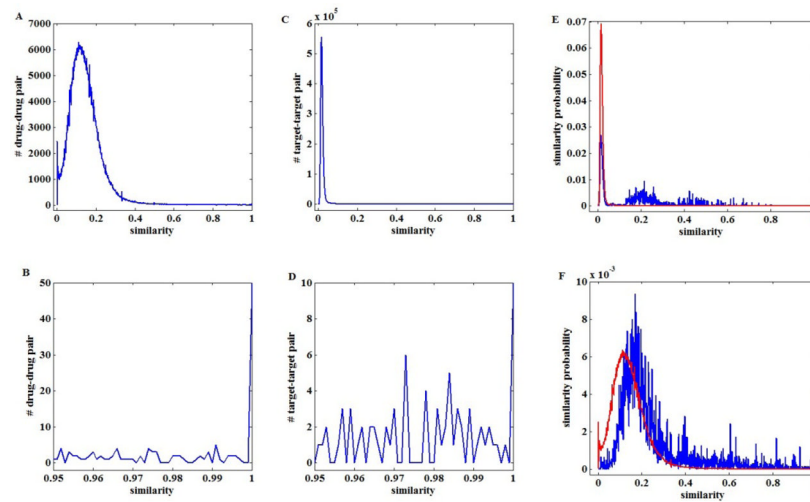 A
7000
6000
5000
4000
3000
2000
1000
0
# drug-drug pair
0 0.2 0.4 0.6 0.8 1
similarity
C
x 10^5
6
5
4
3
2
1
0
# target-target pair
0 0.2 0.4 0.6 0.8 1
similarity
E
0.07
0.06
0.05
0.04
0.03
0.02
0.01
0
similarity probability
0 0.2 0.4 0.6 0.8
similarity
B
50
40
30
20
10
0
# drug-drug pair
0.95 0.96 0.97 0.98 0.99 1
similarity
D
10
8
6
4
2
0
# target-target pair
0.95 0.96 0.97 0.98 0.99 1
similarity
F
x 10^-3
10
8
6
4
2
0
similarity probability
0 0.2 0.4 0.6 0.8
similarity